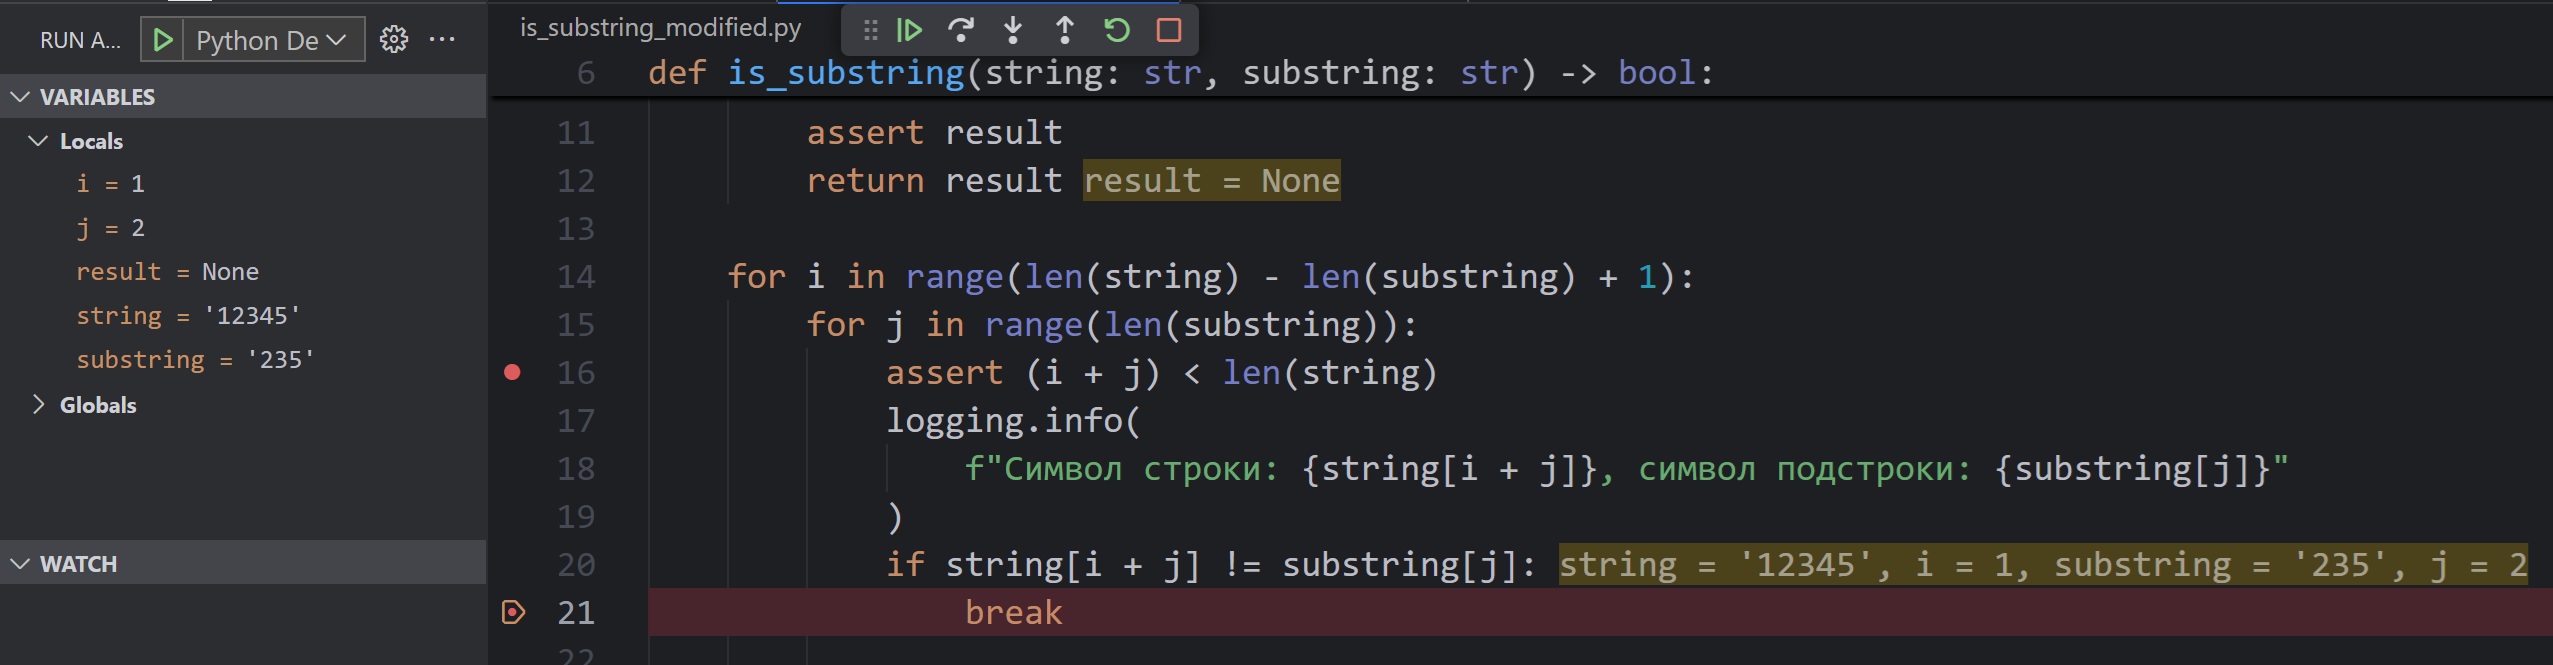 RUN A...
Python De
is_substring_modified.py
VARIABLES
Locals
i = 1
j = 2
result = None
string = '12345'
substring = '235'
Globals
WATCH
6 def is_substring(string: str, substring: str) -> bool:
11 assert result
12 return result result = None
13
14 for i in range(len(string) - len(substring) + 1):
15 for j in range(len(substring)):
16 assert (i + j) < len(string)
17 logging.info(
18 f"Символ строки: {string[i + j]}, символ подстроки: {substring[j]}"
19 )
20 if string[i + j] != substring[j]: string = '12345', i = 1, substring = '235', j = 2
21 break
22